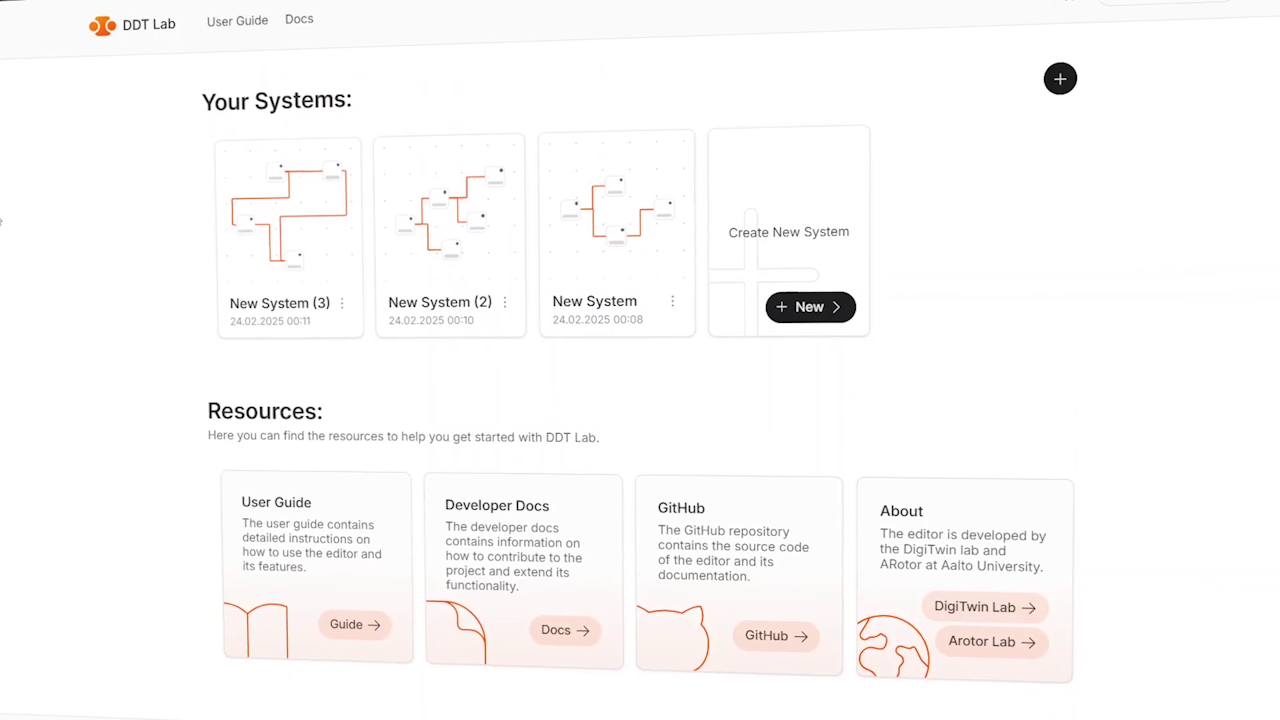 DDT Lab
User Guide
Docs
Your Systems:
New System (3)
24.02.2025 00:11
New System (2)
24.02.2025 00:10
New System
24.02.2025 00:08
Create New System
+ New
Resources:
Here you can find the resources to help you get started with DDT Lab.
User Guide
The user guide contains
detailed instructions on
how to use the editor and
its features.
Guide →
Developer Docs
The developer docs
contains information on
how to contribute to the
project and extend its
functionality.
Docs →
GitHub
The GitHub repository
contains the source code
of the editor and its
documentation.
GitHub →
About
The editor is developed by
the DigiTwin lab and
ARotor at Aalto University.
DigiTwin Lab →
Arotor Lab →